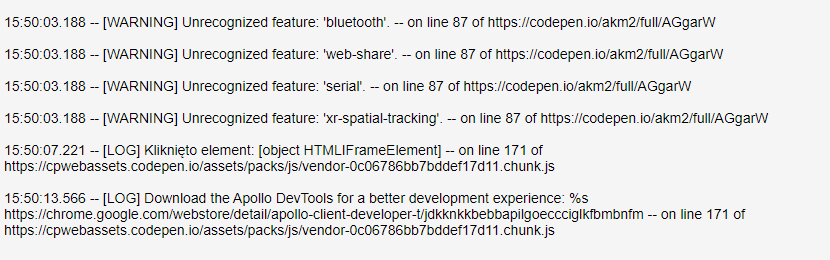 15:50:03.188 -- [WARNING] Unrecognized feature: 'bluetooth'. -- on line 87 of https://codepen.io/akm2/full/AGgarW
15:50:03.188 -- [WARNING] Unrecognized feature: 'web-share'. -- on line 87 of https://codepen.io/akm2/full/AGgarW
15:50:03.188 -- [WARNING] Unrecognized feature: 'serial'. -- on line 87 of https://codepen.io/akm2/full/AGgarW
15:50:03.188 -- [WARNING] Unrecognized feature: 'xr-spatial-tracking'. -- on line 87 of https://codepen.io/akm2/full/AGgarW
15:50:07.221 -- [LOG] Kliknięto element: [object HTMLIFrameElement] -- on line 171 of
https://cpwebassets.codepen.io/assets/packs/js/vendor-0c06786bb7bddef17d11.chunk.js
15:50:13.566 -- [LOG] Download the Apollo DevTools for a better development experience: %s
https://chrome.google.com/webstore/detail/apollo-client-developer-t/jdkknkkbebbapilgoeccciglkfbmbnfm -- on line 171 of
https://cpwebassets.codepen.io/assets/packs/js/vendor-0c06786bb7bddef17d11.chunk.js